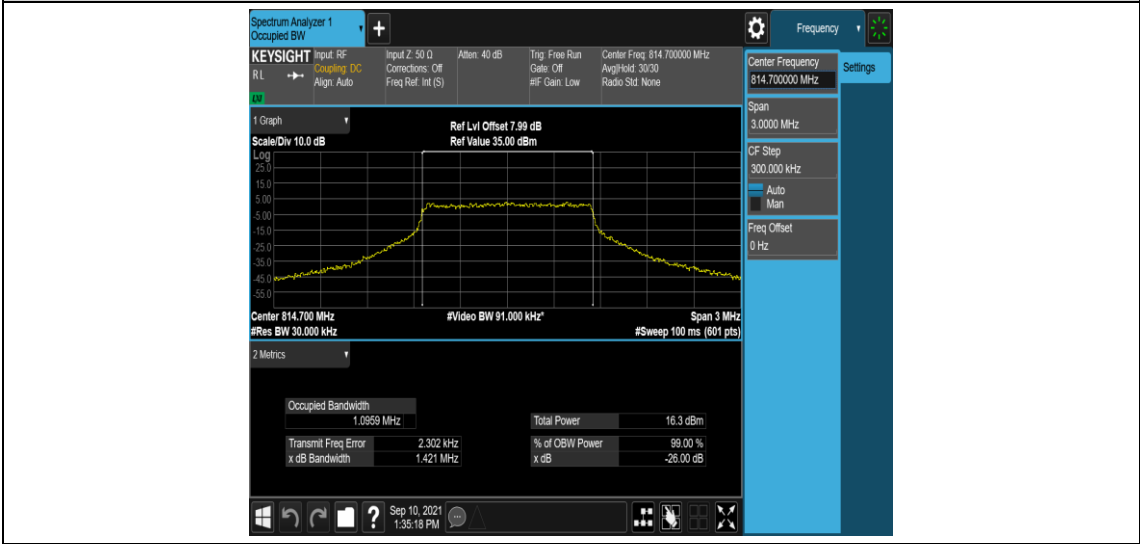 Spectrum Analyzer 1
Occupied BW
Frequency
KEYSIGHT
RL
LXI
Input: RF
Coupling: DC
Align: Auto
Input Z: 50 Ω
Corrections: Off
Freq Ref: Int (S)
Atten: 40 dB
Trig: Free Run
Gate: Off
#IF Gain: Low
Center Freq: 814.700000 MHz
Avg|Hold: 30/30
Radio Std: None
1 Graph
Scale/Div 10.0 dB
Ref Lvl Offset 7.99 dB
Ref Value 35.00 dBm
Log
25.0
15.0
5.00
-5.00
-15.0
-25.0
-35.0
-45.0
-55.0
Center 814.700 MHz
#Video BW 91.000 kHz*
Span 3 MHz
#Res BW 30.000 kHz
#Sweep 100 ms (601 pts)
2 Metrics
Occupied Bandwidth
1.0959 MHz
Total Power 16.3 dBm
Transmit Freq Error 2.302 kHz
% of OBW Power 99.00 %
x dB Bandwidth 1.421 MHz
x dB -26.00 dB
Center Frequency
814.700000 MHz
Settings
Span
3.0000 MHz
CF Step
300.000 kHz
Auto
Man
Freq Offset
0 Hz
?
Sep 10, 2021
1:35:18 PM